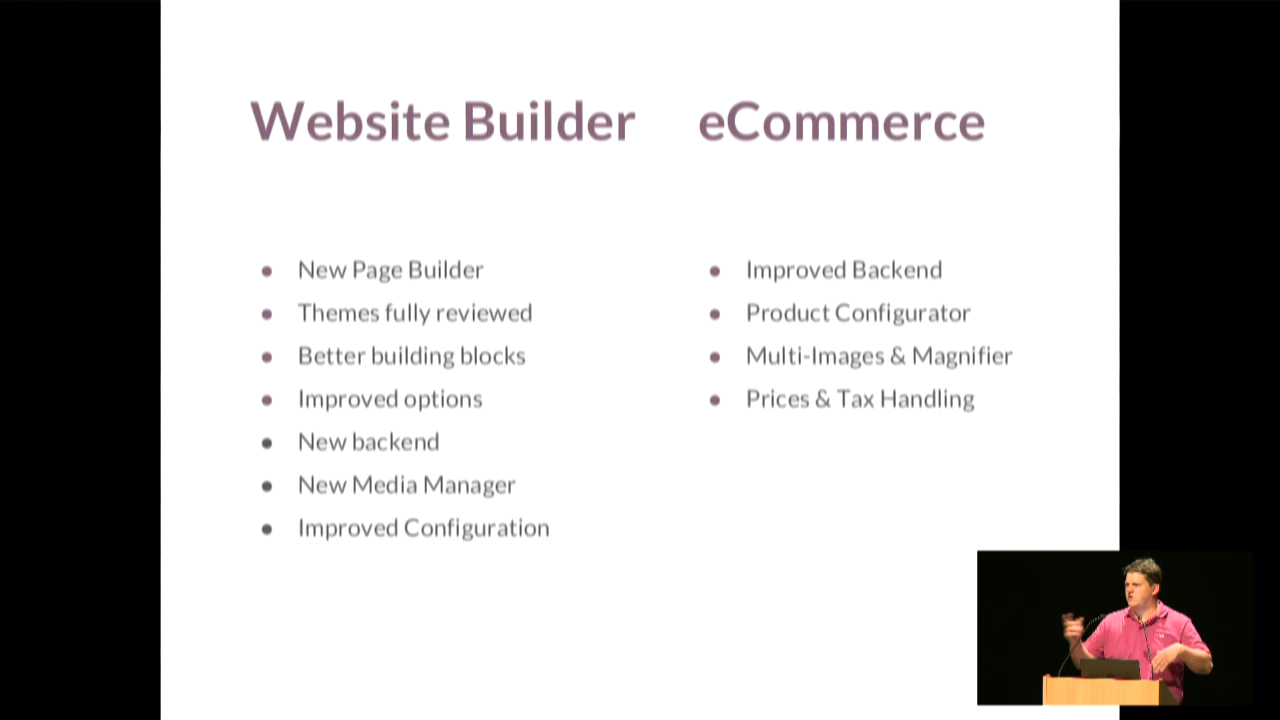 Website Builder
New Page Builder
Themes fully reviewed
Better building blocks
Improved options
New backend
New Media Manager
Improved Configuration
eCommerce
Improved Backend
Product Configurator
Multi-Images & Magnifier
Prices & Tax Handling